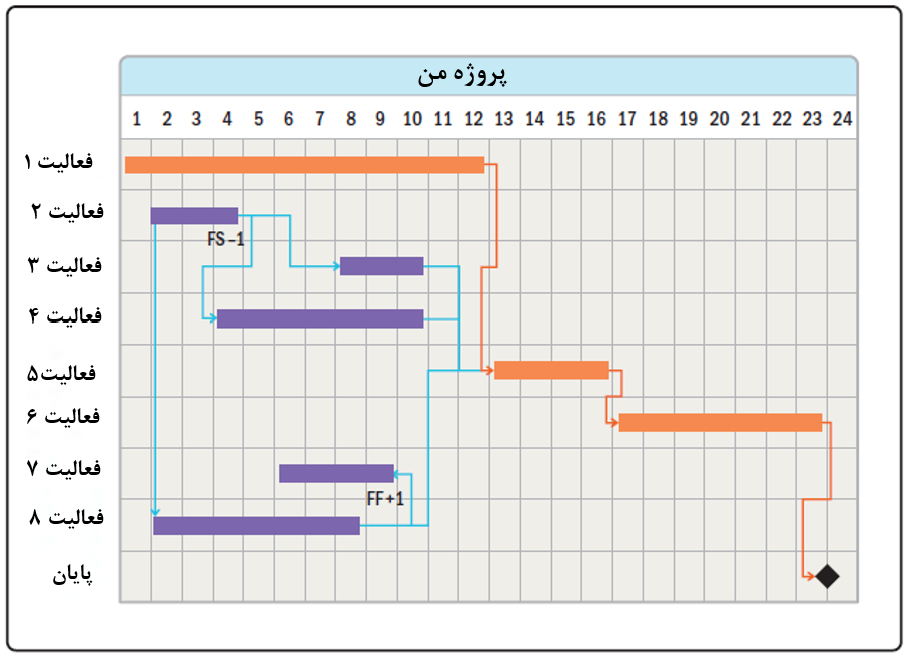 پروژه من
1 2 3 4 5 6 7 8 9 10 11 12 13 14 15 16 17 18 19 20 21 22 23 24
فعالیت ۱
فعالیت ۲
FS-1
فعالیت ۳
فعالیت ۴
فعالیت۵
فعالیت ۶
فعالیت ۷
FF+1
فعالیت ۸
پایان